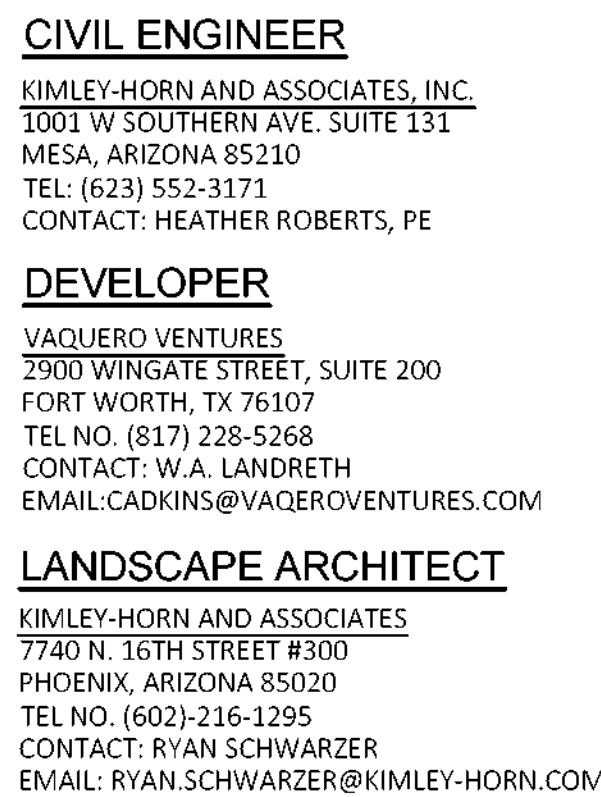 CIVIL ENGINEER
KIMLEY-HORN AND ASSOCIATES, INC.
1001 W SOUTHERN AVE. SUITE 131
MESA, ARIZONA 85210
TEL: (623) 552-3171
CONTACT: HEATHER ROBERTS, PE
DEVELOPER
VAQUERO VENTURES
2900 WINGATE STREET, SUITE 200
FORT WORTH, TX 76107
TEL NO. (817) 228-5268
CONTACT: W.A. LANDRETH
EMAIL:CADKINS@VAQEROVENTURES.COM
LANDSCAPE ARCHITECT
KIMLEY-HORN AND ASSOCIATES
7740 N. 16TH STREET #300
PHOENIX, ARIZONA 85020
TEL NO. (602)-216-1295
CONTACT: RYAN SCHWARZER
EMAIL: RYAN.SCHWARZER@KIMLEY-HORN.COM